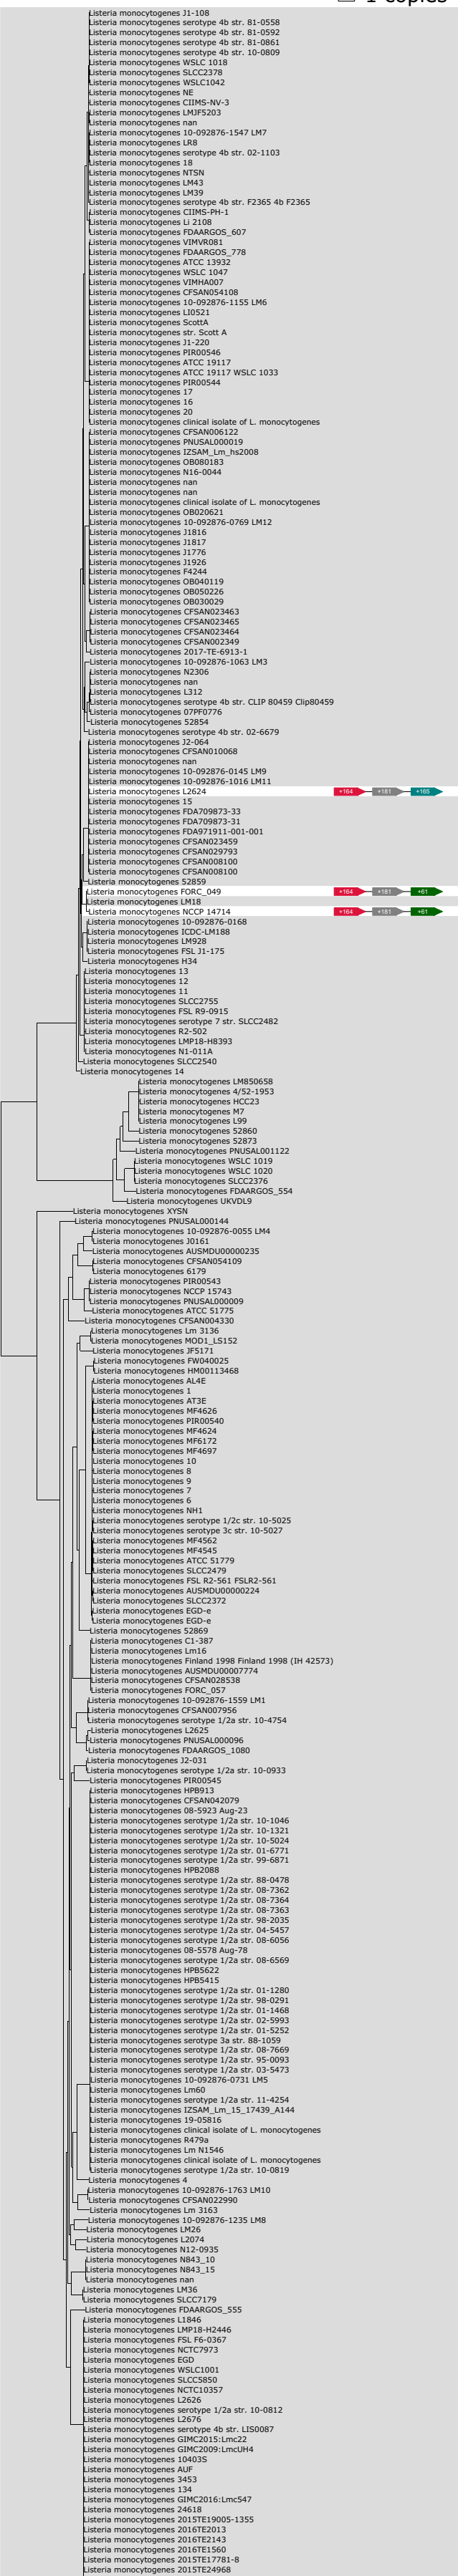 1 copies
Listeria monocytogenes J1-108
Listeria monocytogenes serotype 4b str. 81-0558
Listeria monocytogenes serotype 4b str. 81-0592
Listeria monocytogenes serotype 4b str. 81-0861
Listeria monocytogenes serotype 4b str. 10-0809
Listeria monocytogenes WSLC 1018
Listeria monocytogenes SLCC2378
Listeria monocytogenes WSLC1042
Listeria monocytogenes NE
Listeria monocytogenes CIIMS-NV-3
Listeria monocytogenes LMJF5203
Listeria monocytogenes nan
Listeria monocytogenes 10-092876-1547 LM7
Listeria monocytogenes LR8
Listeria monocytogenes serotype 4b str. 02-1103
Listeria monocytogenes 18
Listeria monocytogenes NTSN
Listeria monocytogenes LM43
Listeria monocytogenes LM39
Listeria monocytogenes serotype 4b str. F2365 4b F2365
Listeria monocytogenes CIIMS-PH-1
Listeria monocytogenes Li 2108
Listeria monocytogenes FDAARGOS_607
Listeria monocytogenes VIMVR081
Listeria monocytogenes FDAARGOS_778
Listeria monocytogenes ATCC 13932
Listeria monocytogenes WSLC 1047
Listeria monocytogenes VIMHA007
Listeria monocytogenes CFSAN054108
Listeria monocytogenes 10-092876-1155 LM6
Listeria monocytogenes LI0521
Listeria monocytogenes ScottA
Listeria monocytogenes str. Scott A
Listeria monocytogenes J1-220
Listeria monocytogenes PIR00546
Listeria monocytogenes ATCC 19117
Listeria monocytogenes ATCC 19117 WSLC 1033
Listeria monocytogenes PIR00544
Listeria monocytogenes 17
Listeria monocytogenes 16
Listeria monocytogenes 20
Listeria monocytogenes clinical isolate of L. monocytogenes
Listeria monocytogenes CFSAN006122
Listeria monocytogenes PNUSAL000019
Listeria monocytogenes IZSAM_Lm_hs2008
Listeria monocytogenes OB080183
Listeria monocytogenes N16-0044
Listeria monocytogenes nan
Listeria monocytogenes nan
Listeria monocytogenes clinical isolate of L. monocytogenes
Listeria monocytogenes OB020621
Listeria monocytogenes 10-092876-0769 LM12
Listeria monocytogenes J1816
Listeria monocytogenes J1817
Listeria monocytogenes J1776
Listeria monocytogenes J1926
Listeria monocytogenes F4244
Listeria monocytogenes OB040119
Listeria monocytogenes OB050226
Listeria monocytogenes OB030029
Listeria monocytogenes CFSAN023463
Listeria monocytogenes CFSAN023465
Listeria monocytogenes CFSAN023464
Listeria monocytogenes CFSAN002349
Listeria monocytogenes 2017-TE-6913-1
Listeria monocytogenes 10-092876-1063 LM3
Listeria monocytogenes N2306
Listeria monocytogenes nan
Listeria monocytogenes L312
Listeria monocytogenes serotype 4b str. CLIP 80459 Clip80459
Listeria monocytogenes 07PF0776
Listeria monocytogenes 52854
Listeria monocytogenes serotype 4b str. 02-6679
Listeria monocytogenes J2-064
Listeria monocytogenes CFSAN010068
Listeria monocytogenes nan
Listeria monocytogenes 10-092876-0145 LM9
Listeria monocytogenes 10-092876-1016 LM11
Listeria monocytogenes L2624 +164 +181 +165
Listeria monocytogenes 15
Listeria monocytogenes FDA709873-33
Listeria monocytogenes FDA709873-31
Listeria monocytogenes FDA971911-001-001
Listeria monocytogenes CFSAN023459
Listeria monocytogenes CFSAN029793
Listeria monocytogenes CFSAN008100
Listeria monocytogenes CFSAN008100
Listeria monocytogenes 52859
Listeria monocytogenes FORC_049 +164 +181 +61
Listeria monocytogenes LM18
Listeria monocytogenes NCCP 14714 +164 +181 +61
Listeria monocytogenes 10-092876-0168
Listeria monocytogenes ICDC-LM188
Listeria monocytogenes LM928
Listeria monocytogenes FSL J1-175
Listeria monocytogenes H34
Listeria monocytogenes 13
Listeria monocytogenes 12
Listeria monocytogenes 11
Listeria monocytogenes SLCC2755
Listeria monocytogenes FSL R9-0915
Listeria monocytogenes serotype 7 str. SLCC2482
Listeria monocytogenes R2-502
Listeria monocytogenes LMP18-H8393
Listeria monocytogenes N1-011A
Listeria monocytogenes SLCC2540
Listeria monocytogenes 14
Listeria monocytogenes LM850658
Listeria monocytogenes 4/52-1953
Listeria monocytogenes HCC23
Listeria monocytogenes M7
Listeria monocytogenes L99
Listeria monocytogenes 52860
Listeria monocytogenes 52873
Listeria monocytogenes PNUSAL001122
Listeria monocytogenes WSLC 1019
Listeria monocytogenes WSLC 1020
Listeria monocytogenes SLCC2376
Listeria monocytogenes FDAARGOS_554
Listeria monocytogenes UKVDL9
Listeria monocytogenes XYSN
Listeria monocytogenes PNUSAL000144
Listeria monocytogenes 10-092876-0055 LM4
Listeria monocytogenes J0161
Listeria monocytogenes AUSMDU00000235
Listeria monocytogenes CFSAN054109
Listeria monocytogenes 6179
Listeria monocytogenes PIR00543
Listeria monocytogenes NCCP 15743
Listeria monocytogenes PNUSAL000009
Listeria monocytogenes ATCC 51775
Listeria monocytogenes CFSAN004330
Listeria monocytogenes Lm 3136
Listeria monocytogenes MOD1_LS152
Listeria monocytogenes JF5171
Listeria monocytogenes FW040025
Listeria monocytogenes HM00113468
Listeria monocytogenes AL4E
Listeria monocytogenes 1
Listeria monocytogenes AT3E
Listeria monocytogenes MF4626
Listeria monocytogenes PIR00540
Listeria monocytogenes MF4624
Listeria monocytogenes MF6172
Listeria monocytogenes MF4697
Listeria monocytogenes 10
Listeria monocytogenes 8
Listeria monocytogenes 9
Listeria monocytogenes 7
Listeria monocytogenes 6
Listeria monocytogenes NH1
Listeria monocytogenes serotype 1/2c str. 10-5025
Listeria monocytogenes serotype 3c str. 10-5027
Listeria monocytogenes MF4562
Listeria monocytogenes MF4545
Listeria monocytogenes ATCC 51779
Listeria monocytogenes SLCC2479
Listeria monocytogenes FSL R2-561 FSLR2-561
Listeria monocytogenes AUSMDU00000224
Listeria monocytogenes SLCC2372
Listeria monocytogenes EGD-e
Listeria monocytogenes EGD-e
Listeria monocytogenes 52869
Listeria monocytogenes C1-387
Listeria monocytogenes Lm16
Listeria monocytogenes Finland 1998 Finland 1998 (IH 42573)
Listeria monocytogenes AUSMDU00007774
Listeria monocytogenes CFSAN028538
Listeria monocytogenes FORC_057
Listeria monocytogenes 10-092876-1559 LM1
Listeria monocytogenes CFSAN007956
Listeria monocytogenes serotype 1/2a str. 10-4754
Listeria monocytogenes L2625
Listeria monocytogenes PNUSAL000096
Listeria monocytogenes FDAARGOS_1080
Listeria monocytogenes J2-031
Listeria monocytogenes serotype 1/2a str. 10-0933
Listeria monocytogenes PIR00545
Listeria monocytogenes HPB913
Listeria monocytogenes CFSAN042079
Listeria monocytogenes 08-5923 Aug-23
Listeria monocytogenes serotype 1/2a str. 10-1046
Listeria monocytogenes serotype 1/2a str. 10-1321
Listeria monocytogenes serotype 1/2a str. 10-5024
Listeria monocytogenes serotype 1/2a str. 01-6771
Listeria monocytogenes serotype 1/2a str. 99-6871
Listeria monocytogenes HPB2088
Listeria monocytogenes serotype 1/2a str. 88-0478
Listeria monocytogenes serotype 1/2a str. 08-7362
Listeria monocytogenes serotype 1/2a str. 08-7364
Listeria monocytogenes serotype 1/2a str. 08-7363
Listeria monocytogenes serotype 1/2a str. 98-2035
Listeria monocytogenes serotype 1/2a str. 04-5457
Listeria monocytogenes serotype 1/2a str. 08-6056
Listeria monocytogenes 08-5578 Aug-78
Listeria monocytogenes serotype 1/2a str. 08-6569
Listeria monocytogenes HPB5622
Listeria monocytogenes HPB5415
Listeria monocytogenes serotype 1/2a str. 01-1280
Listeria monocytogenes serotype 1/2a str. 98-0291
Listeria monocytogenes serotype 1/2a str. 01-1468
Listeria monocytogenes serotype 1/2a str. 02-5993
Listeria monocytogenes serotype 1/2a str. 01-5252
Listeria monocytogenes serotype 3a str. 88-1059
Listeria monocytogenes serotype 1/2a str. 08-7669
Listeria monocytogenes serotype 1/2a str. 95-0093
Listeria monocytogenes serotype 1/2a str. 03-5473
Listeria monocytogenes 10-092876-0731 LM5
Listeria monocytogenes Lm60
Listeria monocytogenes serotype 1/2a str. 11-4254
Listeria monocytogenes IZSAM_Lm_15_17439_A144
Listeria monocytogenes 19-05816
Listeria monocytogenes clinical isolate of L. monocytogenes
Listeria monocytogenes R479a
Listeria monocytogenes Lm N1546
Listeria monocytogenes clinical isolate of L. monocytogenes
Listeria monocytogenes serotype 1/2a str. 10-0819
Listeria monocytogenes 4
Listeria monocytogenes 10-092876-1763 LM10
Listeria monocytogenes CFSAN022990
Listeria monocytogenes Lm 3163
Listeria monocytogenes 10-092876-1235 LM8
Listeria monocytogenes LM26
Listeria monocytogenes L2074
Listeria monocytogenes N12-0935
Listeria monocytogenes N843_10
Listeria monocytogenes N843_15
Listeria monocytogenes nan
Listeria monocytogenes LM36
Listeria monocytogenes SLCC7179
Listeria monocytogenes FDAARGOS_555
Listeria monocytogenes L1846
Listeria monocytogenes LMP18-H2446
Listeria monocytogenes FSL F6-0367
Listeria monocytogenes NCTC7973
Listeria monocytogenes EGD
Listeria monocytogenes WSLC1001
Listeria monocytogenes SLCC5850
Listeria monocytogenes NCTC10357
Listeria monocytogenes L2626
Listeria monocytogenes serotype 1/2a str. 10-0812
Listeria monocytogenes L2676
Listeria monocytogenes serotype 4b str. LIS0087
Listeria monocytogenes GIMC2015:Lmc22
Listeria monocytogenes GIMC2009:LmcUH4
Listeria monocytogenes 10403S
Listeria monocytogenes AUF
Listeria monocytogenes 3453
Listeria monocytogenes 134
Listeria monocytogenes GIMC2016:Lmc547
Listeria monocytogenes 24618
Listeria monocytogenes 2015TE19005-1355
Listeria monocytogenes 2016TE2013
Listeria monocytogenes 2016TE2143
Listeria monocytogenes 2016TE1560
Listeria monocytogenes 2015TE17781-8
Listeria monocytogenes 2015TE24968